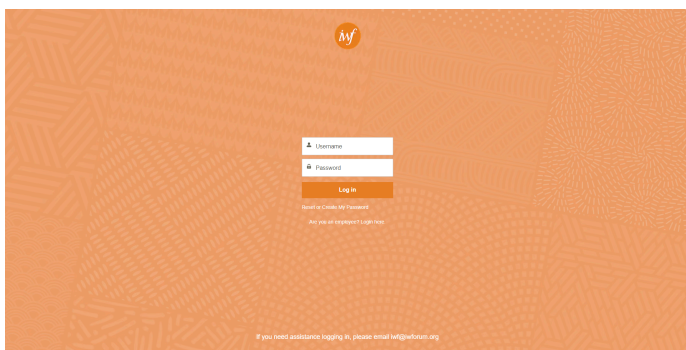 iwf
Username
Password
Log in
Reset or Create My Password
Are you an employee? Login here
If you need assistance logging in, please email iwf@iwforum.org